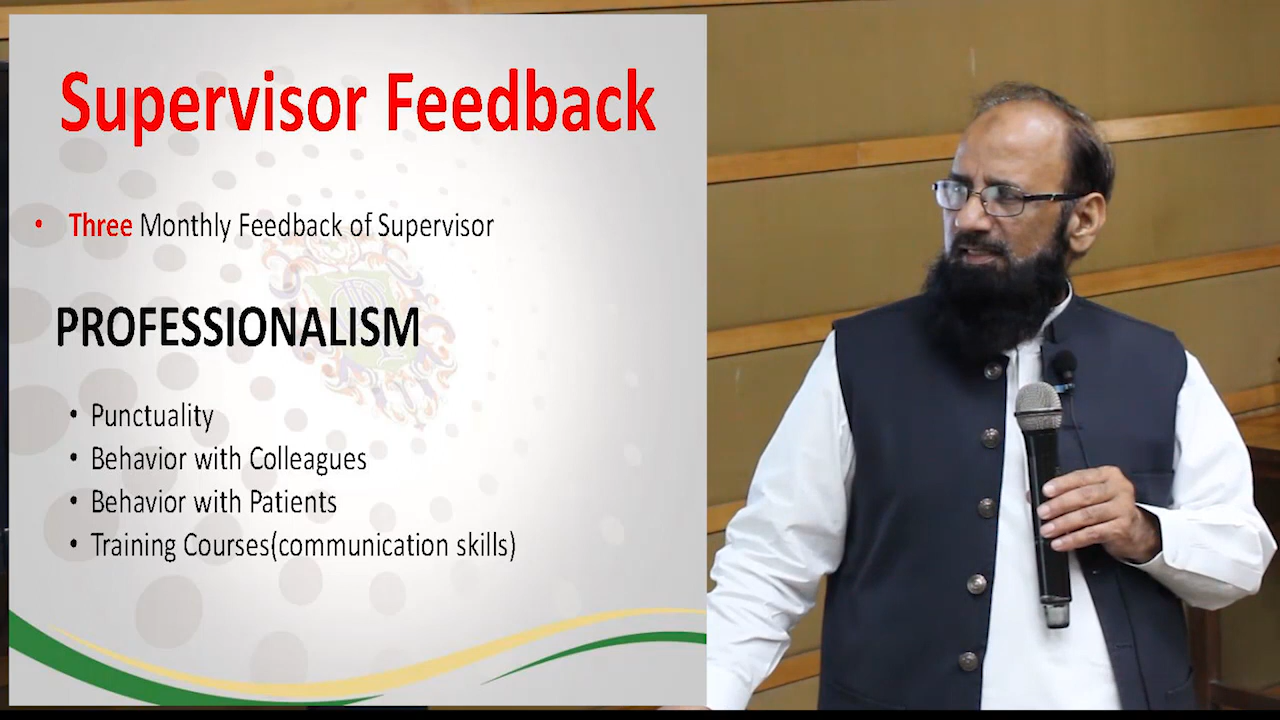 Supervisor Feedback
• Three Monthly Feedback of Supervisor
PROFESSIONALISM
• Punctuality
• Behavior with Colleagues
• Behavior with Patients
• Training Courses(communication skills)